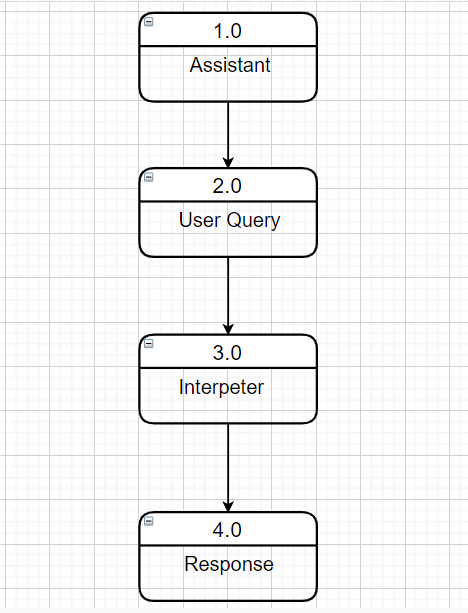 1.0
Assistant
2.0
User Query
3.0
Interpeter
4.0
Response